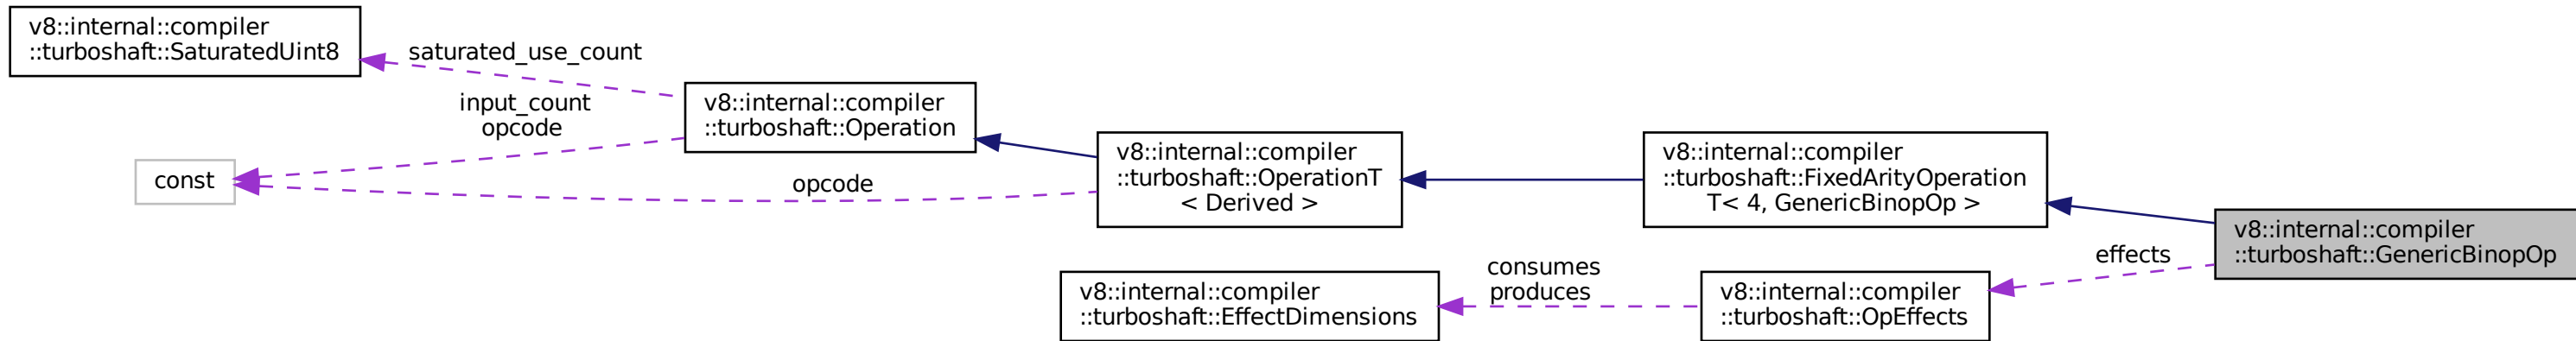 v8::internal::compiler
::turboshaft::SaturatedUint8
saturated_use_count
input_count
opcode
v8::internal::compiler
::turboshaft::Operation
const
opcode
v8::internal::compiler
::turboshaft::OperationT
< Derived >
v8::internal::compiler
::turboshaft::FixedArityOperation
T< 4, GenericBinopOp >
v8::internal::compiler
::turboshaft::GenericBinopOp
effects
consumes
produces
v8::internal::compiler
::turboshaft::EffectDimensions
v8::internal::compiler
::turboshaft::OpEffects